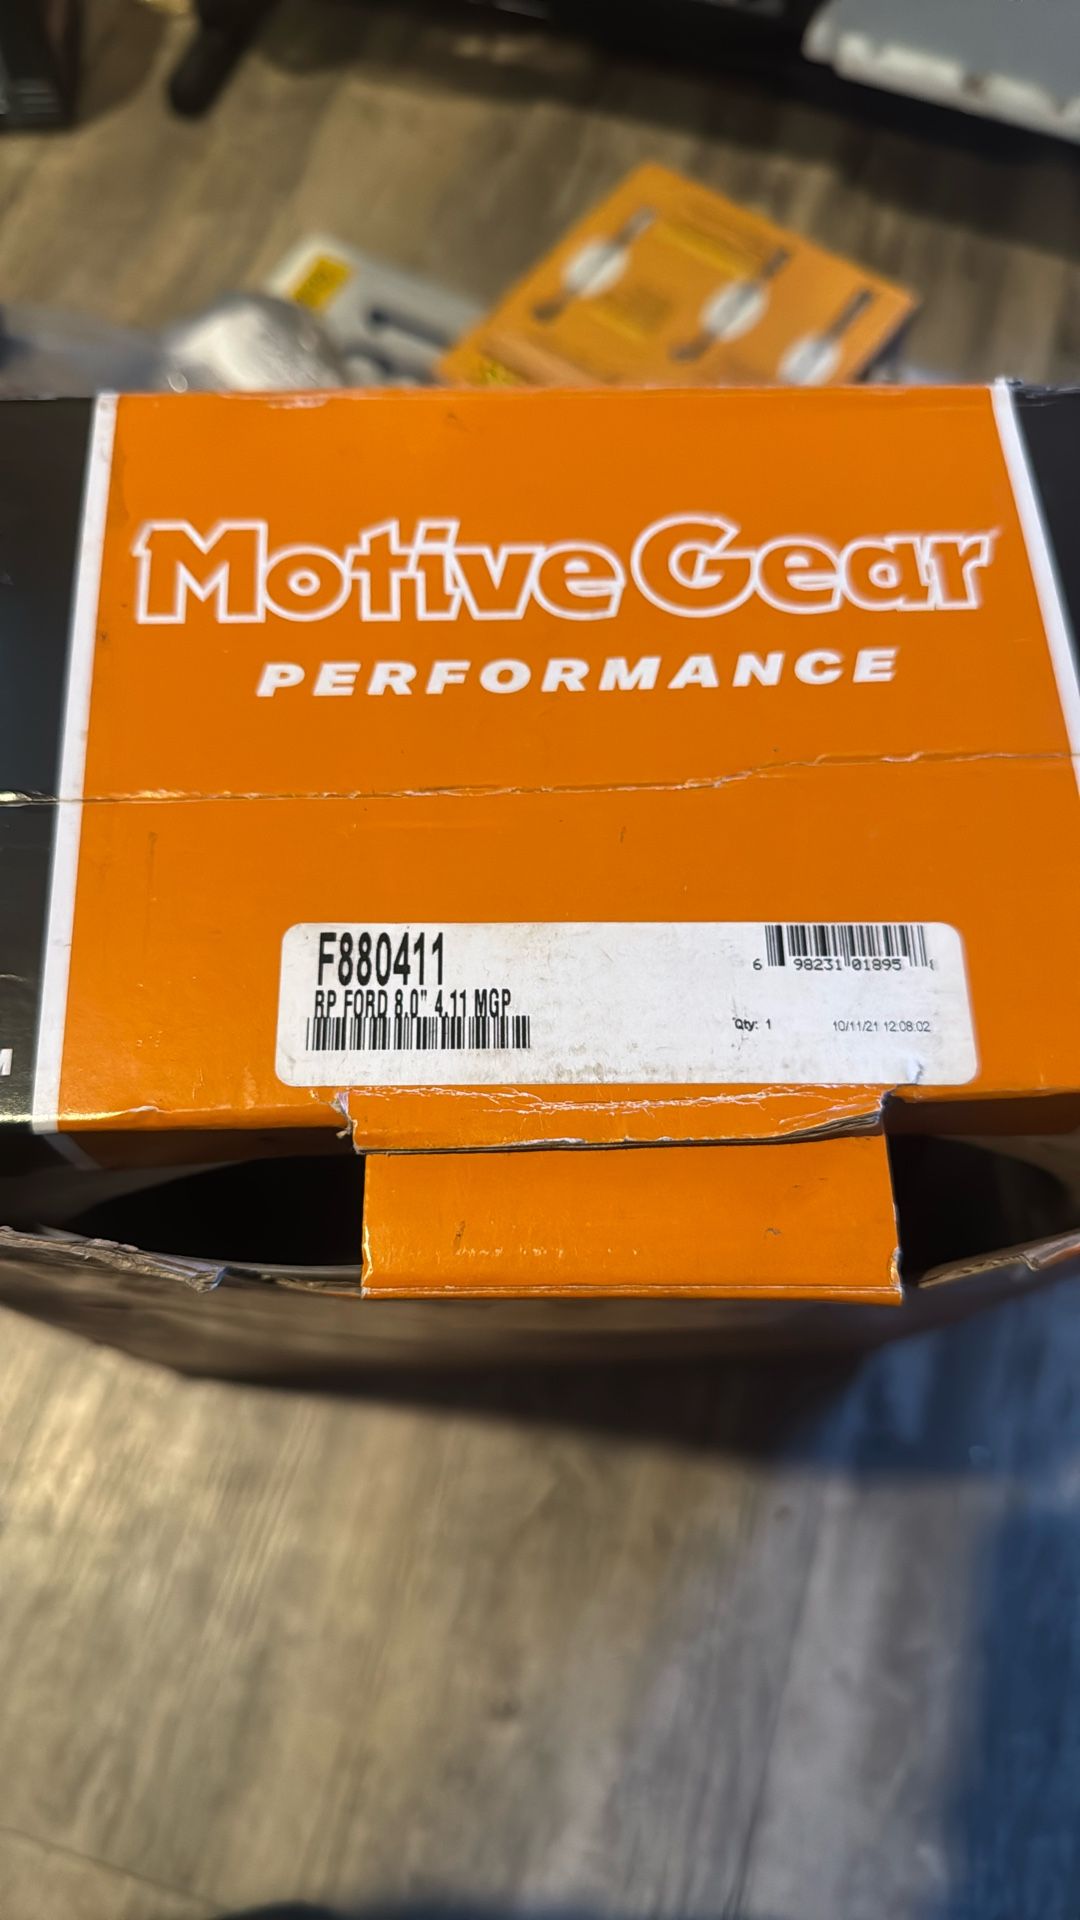 Motive Gear
PERFORMANCE
F880411
RP FORD 8.0" 4.11 MGP
6 98231 01895 8
Qty: 1 10/11/21 12:08:02
M